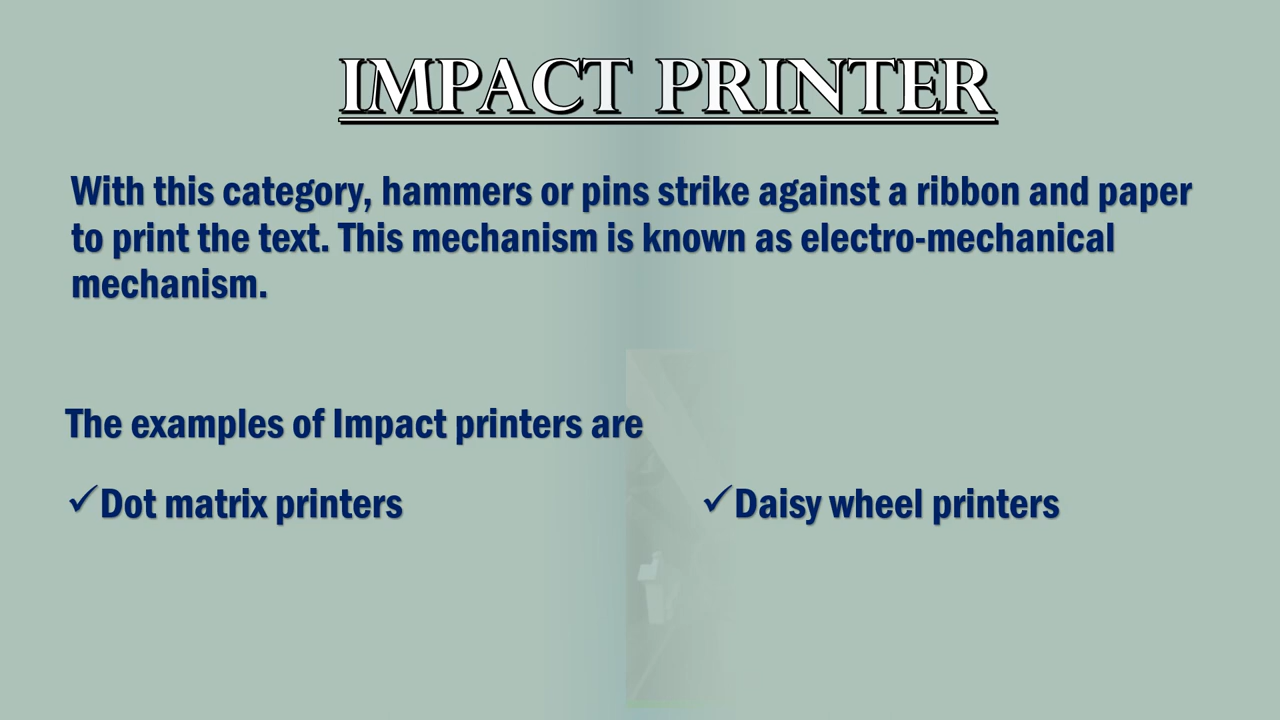 IMPACT PRINTER
With this category, hammers or pins strike against a ribbon and paper
to print the text. This mechanism is known as electro-mechanical
mechanism.
The examples of Impact printers are
✓Dot matrix printers
✓Daisy wheel printers